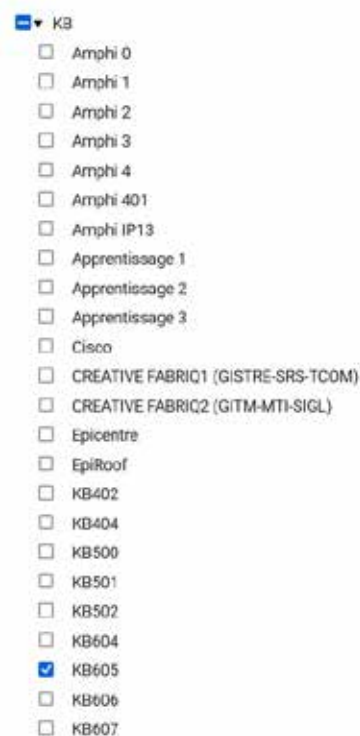 KB
Amphi 0
Amphi 1
Amphi 2
Amphi 3
Amphi 4
Amphi 401
Amphi IP13
Apprentissage 1
Apprentissage 2
Apprentissage 3
Cisco
CREATIVE FABRIQ1 (GISTRE-SRS-TCOM)
CREATIVE FABRIQ2 (GITM-MTI-SIGL)
Epicentre
EpiRoof
KB402
KB404
KB500
KB501
KB502
KB604
KB605
KB606
KB607